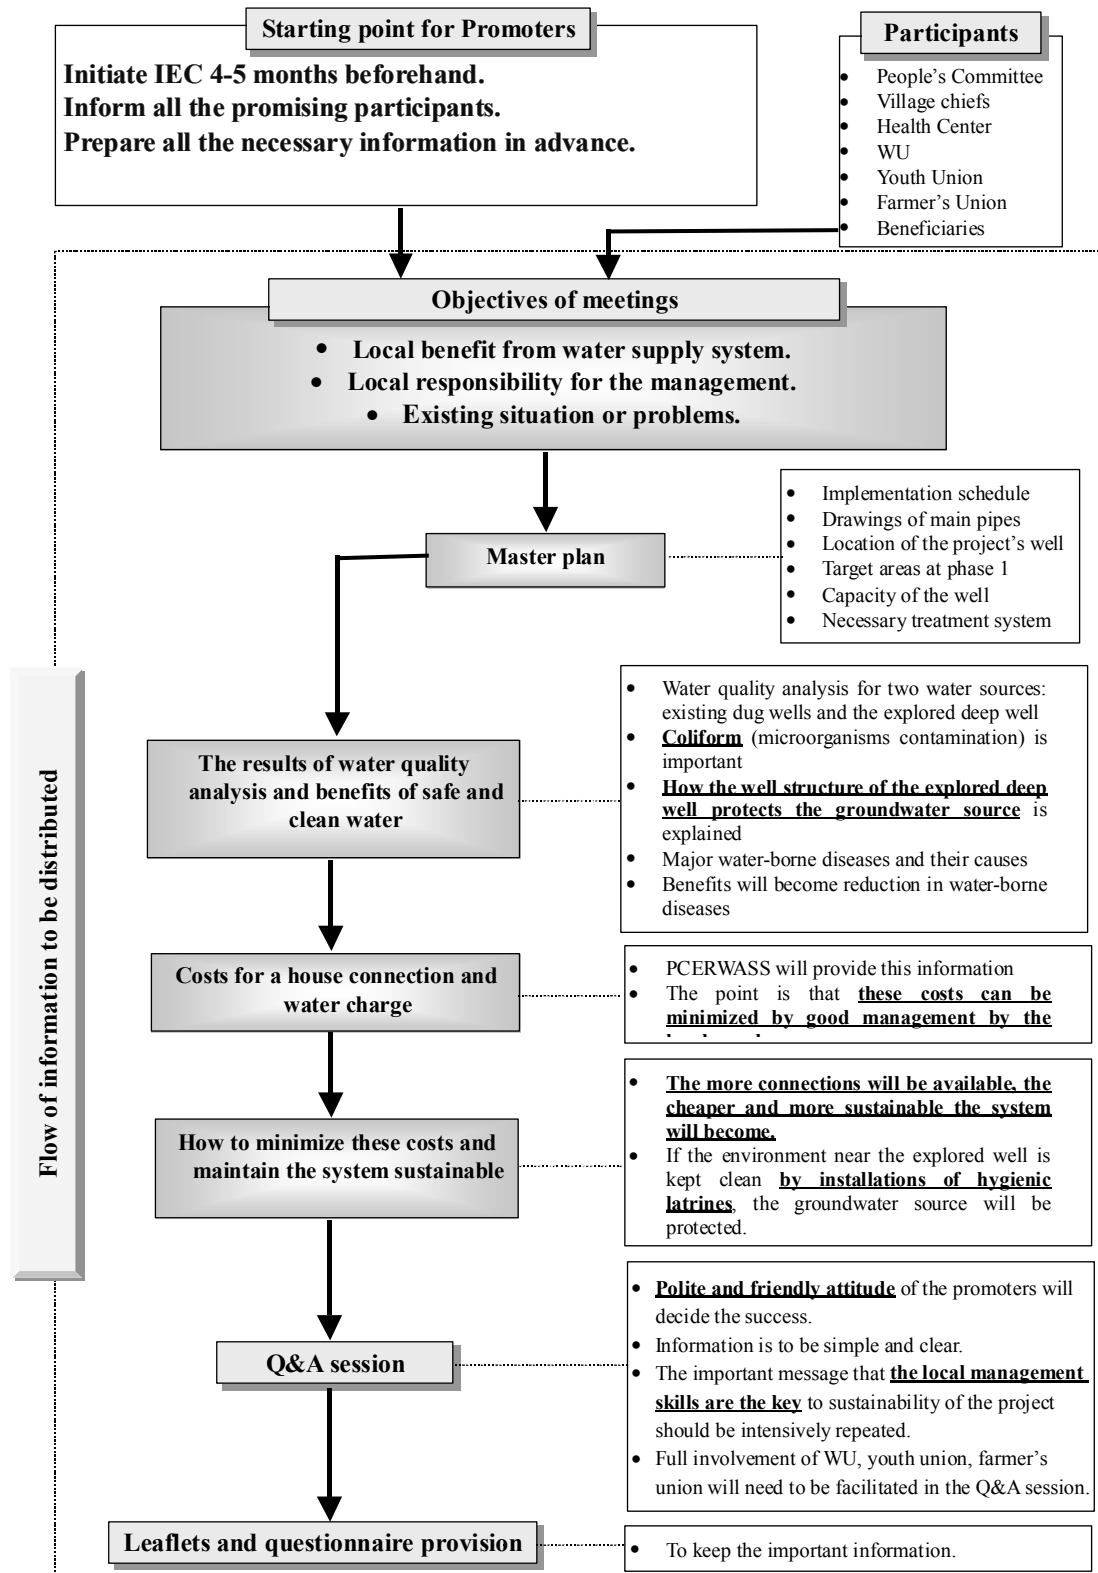 Starting point for Promoters
Initiate IEC 4-5 months beforehand.
Inform all the promising participants.
Prepare all the necessary information in advance.
Participants
• People's Committee
• Village chiefs
• Health Center
• WU
• Youth Union
• Farmer's Union
• Beneficiaries
Objectives of meetings
• Local benefit from water supply system.
• Local responsibility for the management.
• Existing situation or problems.
Master plan
• Implementation schedule
• Drawings of main pipes
• Location of the project's well
• Target areas at phase 1
• Capacity of the well
• Necessary treatment system
Flow of information to be distributed
The results of water quality
analysis and benefits of safe and
clean water
• Water quality analysis for two water sources:
existing dug wells and the explored deep well
• Coliform (microorganisms contamination) is
important
• How the well structure of the explored deep
well protects the groundwater source is
explained
• Major water-borne diseases and their causes
• Benefits will become reduction in water-borne
diseases
Costs for a house connection and
water charge
• PCERWASS will provide this information
• The point is that these costs can be
minimized by good management by the
How to minimize these costs and
maintain the system sustainable
• The more connections will be available, the
cheaper and more sustainable the system
will become.
• If the environment near the explored well is
kept clean by installations of hygienic
latrines, the groundwater source will be
protected.
Q&A session
• Polite and friendly attitude of the promoters will
decide the success.
• Information is to be simple and clear.
• The important message that the local management
skills are the key to sustainability of the project
should be intensively repeated.
• Full involvement of WU, youth union, farmer's
union will need to be facilitated in the Q&A session.
Leaflets and questionnaire provision
• To keep the important information.